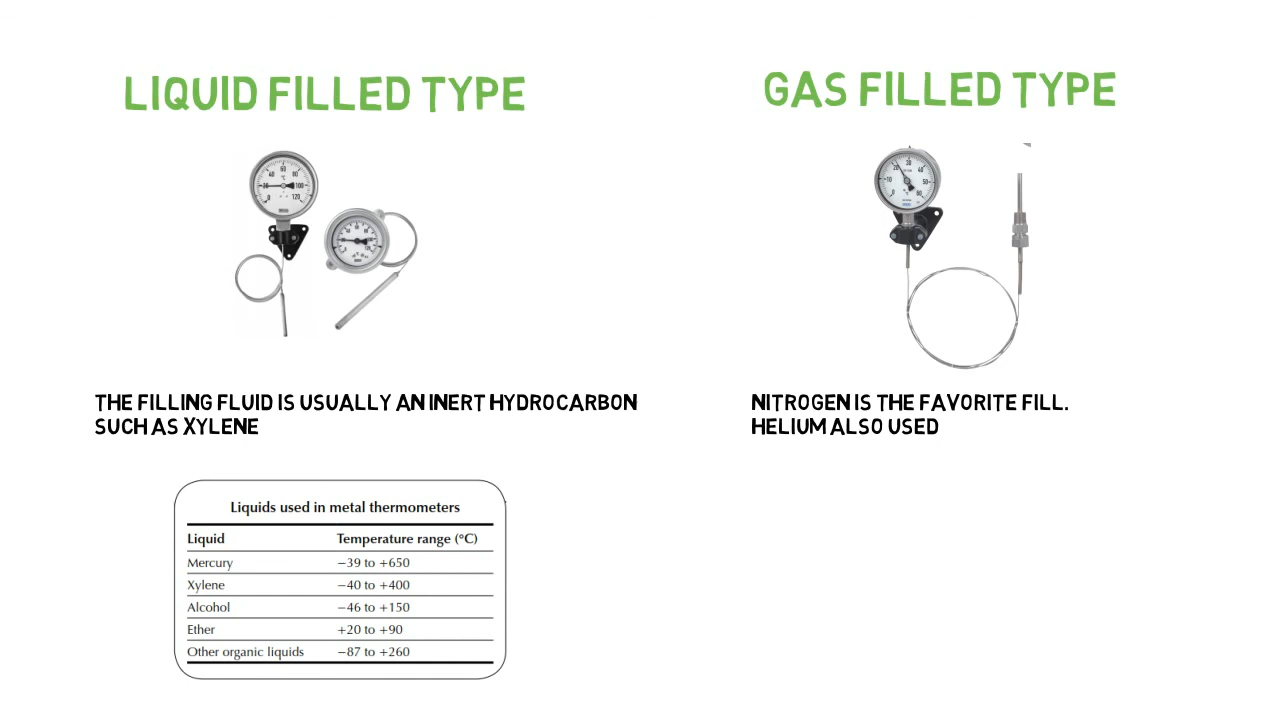 LIQUID FILLED TYPE
GAS FILLED TYPE
THE FILLING FLUID IS USUALLY AN INERT HYDROCARBON
SUCH AS XYLENE
NITROGEN IS THE FAVORITE FILL.
HELIUM ALSO USED
Liquids used in metal thermometers
Liquid Temperature range (°C)
Mercury −39 to +650
Xylene −40 to +400
Alcohol −46 to +150
Ether +20 to +90
Other organic liquids −87 to +260